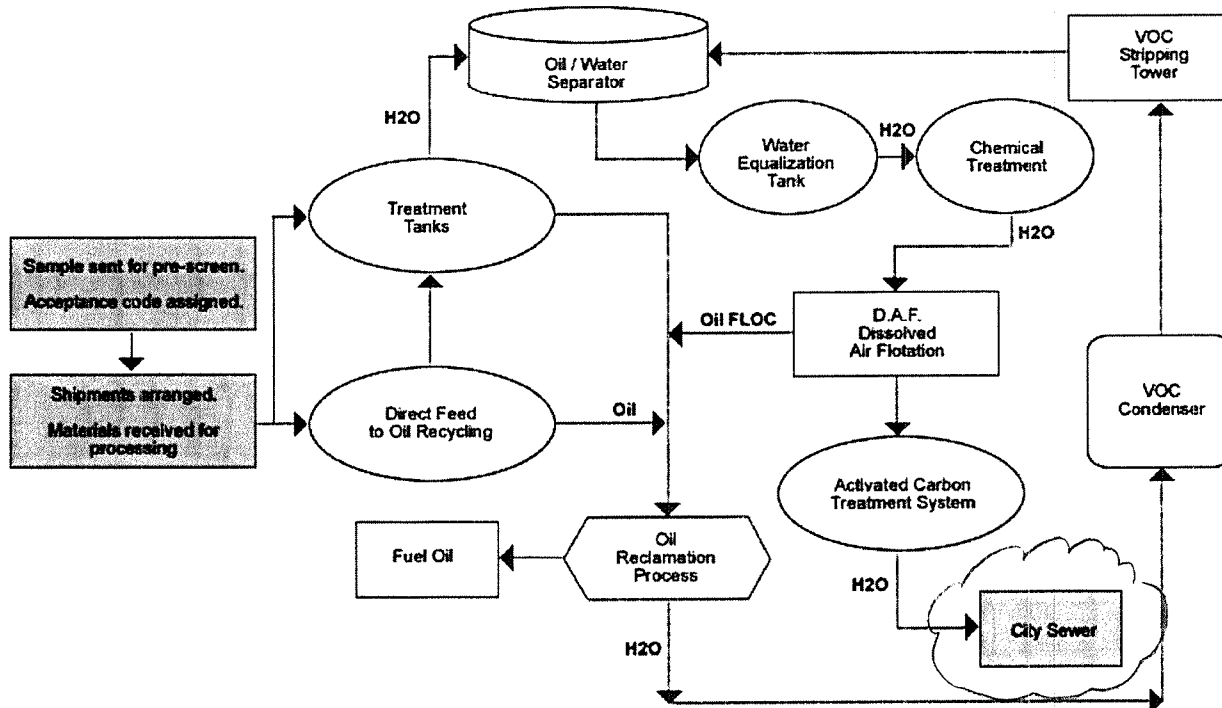 VOC
Stripping
Tower
Oil / Water
Separator
H2O
Water
Equalization
Tank
H2O
Chemical
Treatment
Treatment
Tanks
H2O
Sample sent for pre-screen.
Acceptance code assigned.
Oil FLOC
D.A.F.
Dissolved
Air Flotation
Shipments arranged.
Materials received for
processing
Direct Feed
to Oil Recycling
Oil
VOC
Condenser
Activated Carbon
Treatment System
Fuel Oil
Oil
Reclamation
Process
H2O
City Sewer
H2O